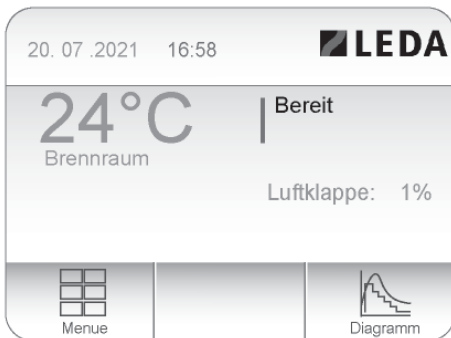 20. 07 .2021 16:58 LEDA
24°C Bereit
Brennraum
Luftklappe: 1%
Menue Diagramm